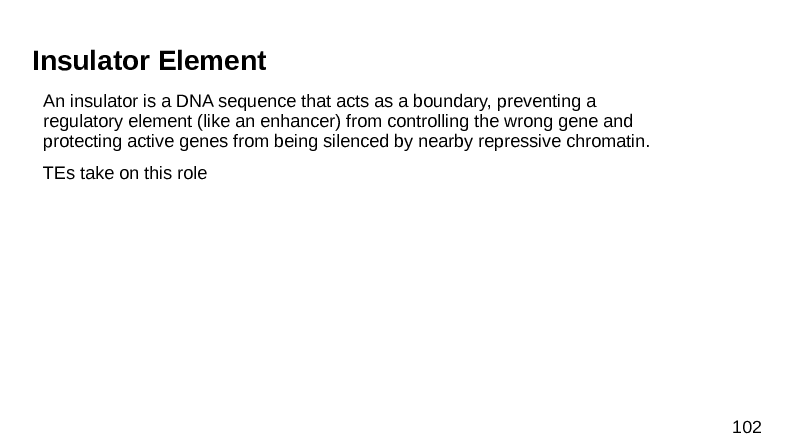 Insulator Element
An insulator is a DNA sequence that acts as a boundary, preventing a
regulatory element (like an enhancer) from controlling the wrong gene and
protecting active genes from being silenced by nearby repressive chromatin.
TEs take on this role
102